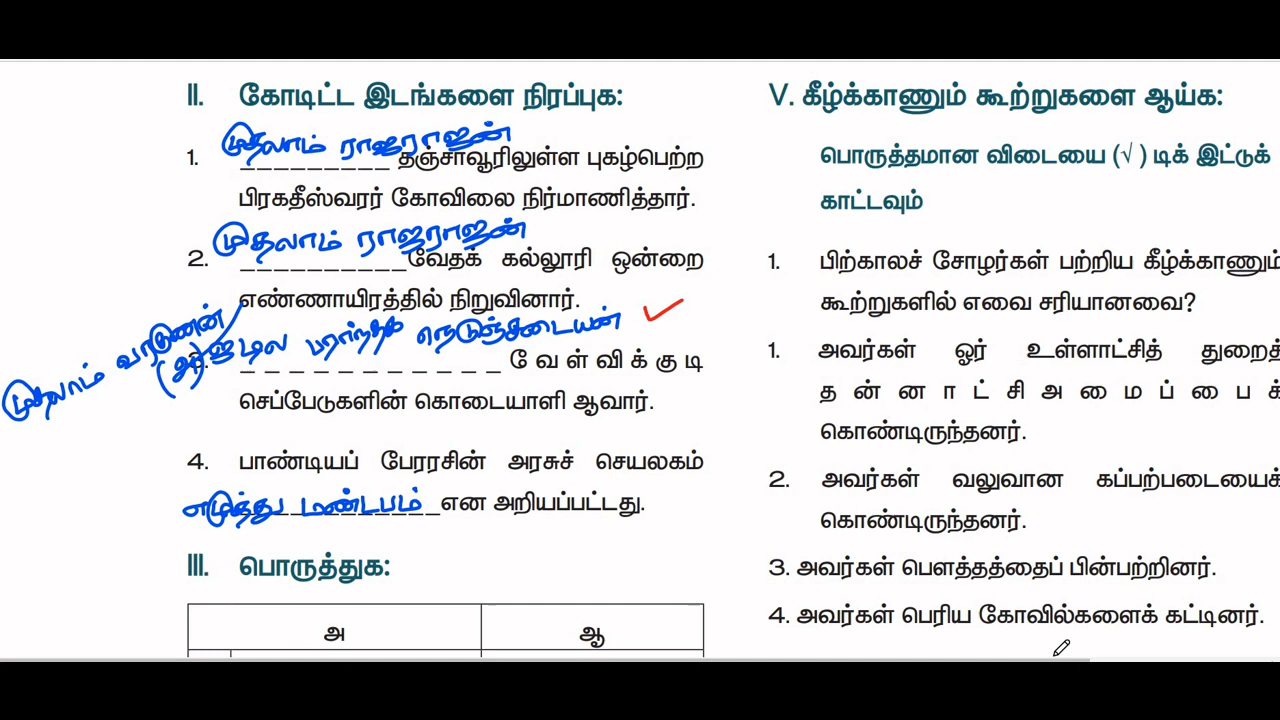 II. கோடிட்ட இடங்களை நிரப்புக:
முதலாம் ராஜராஜன்
1. _________ தஞ்சாவூரிலுள்ள புகழ்பெற்ற
பிரகதீஸ்வரர் கோவிலை நிர்மாணித்தார்.
முதலாம் ராஜராஜன்
2. __________வேதக் கல்லூரி ஒன்றை
எண்ணாயிரத்தில் நிறுவினார்.
முதலாம் வரகுணன்
(அ) ஜடில பராந்தக நெடுஞ்சடையன் ✓
3. ____________ வேள்விக்குடி
செப்பேடுகளின் கொடையாளி ஆவார்.
4. பாண்டியப் பேரரசின் அரசுச் செயலகம்
எழுத்து மண்டபம் என அறியப்பட்டது.
III. பொருத்துக:
அ ஆ
V. கீழ்க்காணும் கூற்றுகளை ஆய்க:
பொருத்தமான விடையை (√) டிக் இட்டுக்
காட்டவும்
1. பிற்காலச் சோழர்கள் பற்றிய கீழ்க்காணும்
கூற்றுகளில் எவை சரியானவை?
1. அவர்கள் ஓர் உள்ளாட்சித் துறைத்
தன்னாட்சி அமைப்பைக்
கொண்டிருந்தனர்.
2. அவர்கள் வலுவான கப்பற்படையைக்
கொண்டிருந்தனர்.
3. அவர்கள் பௌத்தத்தைப் பின்பற்றினர்.
4. அவர்கள் பெரிய கோவில்களைக் கட்டினர்.